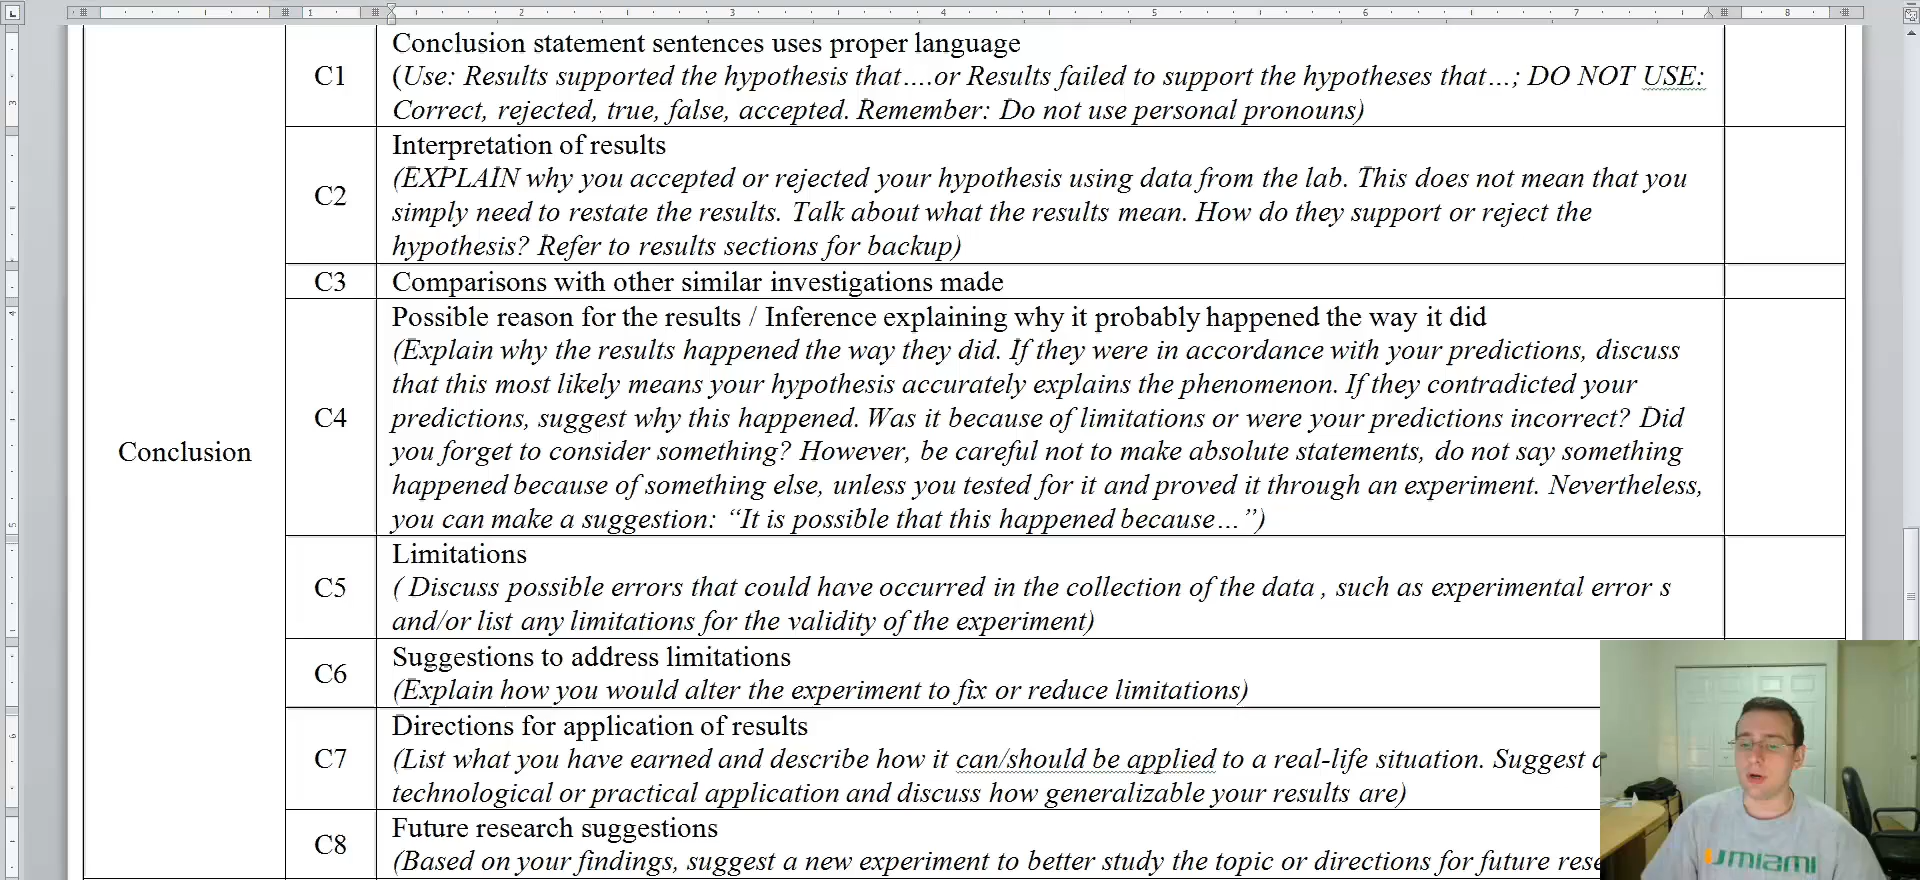 Conclusion statement sentences uses proper language
C1
(Use: Results supported the hypothesis that….or Results failed to support the hypotheses that…; DO NOT USE:
Correct, rejected, true, false, accepted. Remember: Do not use personal pronouns)
Interpretation of results
C2
(EXPLAIN why you accepted or rejected your hypothesis using data from the lab. This does not mean that you
simply need to restate the results. Talk about what the results mean. How do they support or reject the
hypothesis? Refer to results sections for backup)
C3
Comparisons with other similar investigations made
Possible reason for the results / Inference explaining why it probably happened the way it did
(Explain why the results happened the way they did. If they were in accordance with your predictions, discuss
that this most likely means your hypothesis accurately explains the phenomenon. If they contradicted your
C4
predictions, suggest why this happened. Was it because of limitations or were your predictions incorrect? Did
Conclusion
you forget to consider something? However, be careful not to make absolute statements, do not say something
happened because of something else, unless you tested for it and proved it through an experiment. Nevertheless,
you can make a suggestion: “It is possible that this happened because…”)
Limitations
C5
( Discuss possible errors that could have occurred in the collection of the data , such as experimental error s
and/or list any limitations for the validity of the experiment)
Suggestions to address limitations
C6
(Explain how you would alter the experiment to fix or reduce limitations)
Directions for application of results
C7
(List what you have earned and describe how it can/should be applied to a real-life situation. Suggest
technological or practical application and discuss how generalizable your results are)
Future research suggestions
C8
(Based on your findings, suggest a new experiment to better study the topic or directions for future rese
UMIAMI
1 2 3 4 5 6 7 8